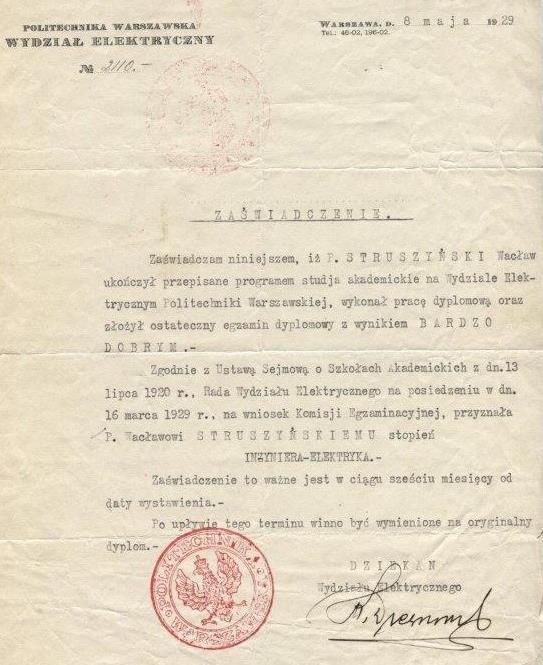 POLITECHNIKA WARSZAWSKA
WYDZIAŁ ELEKTRYCZNY
№ 2110.-
WARSZAWA, D. 8 maja 1929
TEL.: 46-02, 196-02.
ZAŚWIADCZENIE.
Zaświadczam niniejszem, iż P. STRUSZYŃSKI Wacław
ukończył przepisane programem studja akademickie na Wydziale Elek-
trycznym Politechniki Warszawskiej, wykonał pracę dyplomową oraz
złożył ostateczny egzamin dyplomowy z wynikiem BARDZO
DOBRYM.-
Zgodnie z Ustawą Sejmową o Szkołach Akademickich z dn.13
lipca 1920 r., Rada Wydziału Elektrycznego na posiedzeniu w dn.
16 marca 1929 r., na wniosek Komisji Egzaminacyjnej, przyznała
P. Wacławowi STRUSZYŃSKIEMU stopień
INŻYNIERA-ELEKTRYKA.-
Zaświadczenie to ważne jest w ciągu sześciu miesięcy od
daty wystawienia.-
Po upływie tego terminu winno być wymienione na oryginalny
dyplom.-
DZIEKAN
Wydziału Elektrycznego
POLITECHNIKA WARSZAWSKA